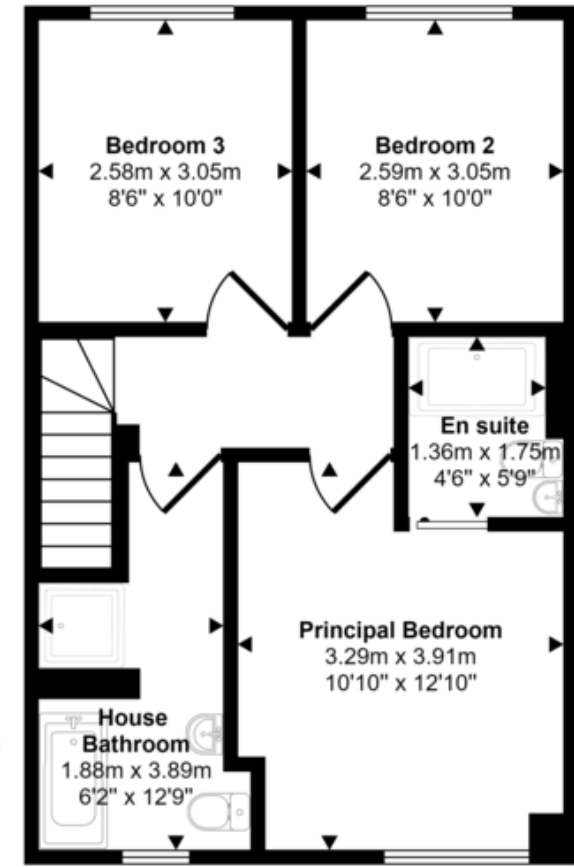 Bedroom 3
2.58m x 3.05m
8'6" x 10'0"
Bedroom 2
2.59m x 3.05m
8'6" x 10'0"
En suite
1.36m x 1.75m
4'6" x 5'9"
Principal Bedroom
3.29m x 3.91m
10'10" x 12'10"
House
Bathroom
1.88m x 3.89m
6'2" x 12'9"